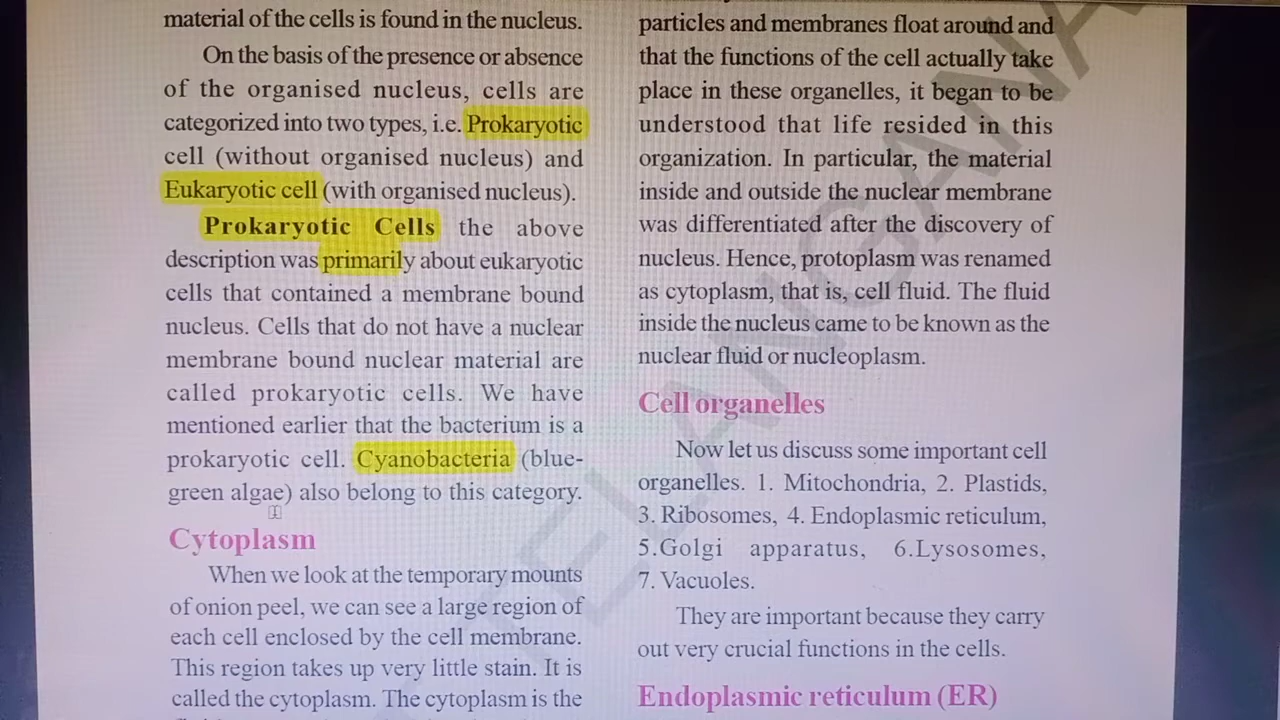 material of the cells is found in the nucleus.
On the basis of the presence or absence
of the organised nucleus, cells are
categorized into two types, i.e. Prokaryotic
cell (without organised nucleus) and
Eukaryotic cell (with organised nucleus).
Prokaryotic Cells the above
description was primarily about eukaryotic
cells that contained a membrane bound
nucleus. Cells that do not have a nuclear
membrane bound nuclear material are
called prokaryotic cells. We have
mentioned earlier that the bacterium is a
prokaryotic cell. Cyanobacteria (blue-
green algae) also belong to this category.
Cytoplasm
When we look at the temporary mounts
of onion peel, we can see a large region of
each cell enclosed by the cell membrane.
This region takes up very little stain. It is
called the cytoplasm. The cytoplasm is the
particles and membranes float around and
that the functions of the cell actually take
place in these organelles, it began to be
understood that life resided in this
organization. In particular, the material
inside and outside the nuclear membrane
was differentiated after the discovery of
nucleus. Hence, protoplasm was renamed
as cytoplasm, that is, cell fluid. The fluid
inside the nucleus came to be known as the
nuclear fluid or nucleoplasm.
Cell organelles
Now let us discuss some important cell
organelles. 1. Mitochondria, 2. Plastids,
3. Ribosomes, 4. Endoplasmic reticulum,
5.Golgi apparatus, 6.Lysosomes,
7. Vacuoles.
They are important because they carry
out very crucial functions in the cells.
Endoplasmic reticulum (ER)
TELANGANA